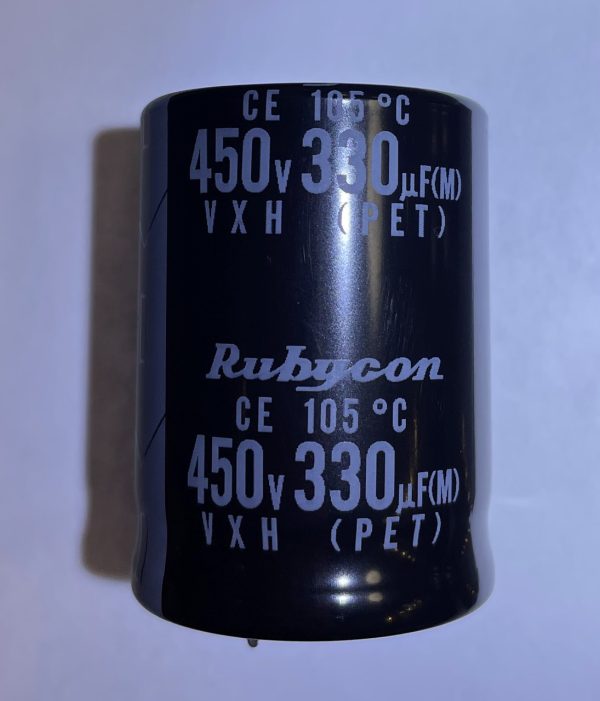 CE 105 °C
450V 330µF(M)
VXH (PET)
Rubycon
CE 105 °C
450V 330µF(M)
VXH (PET)